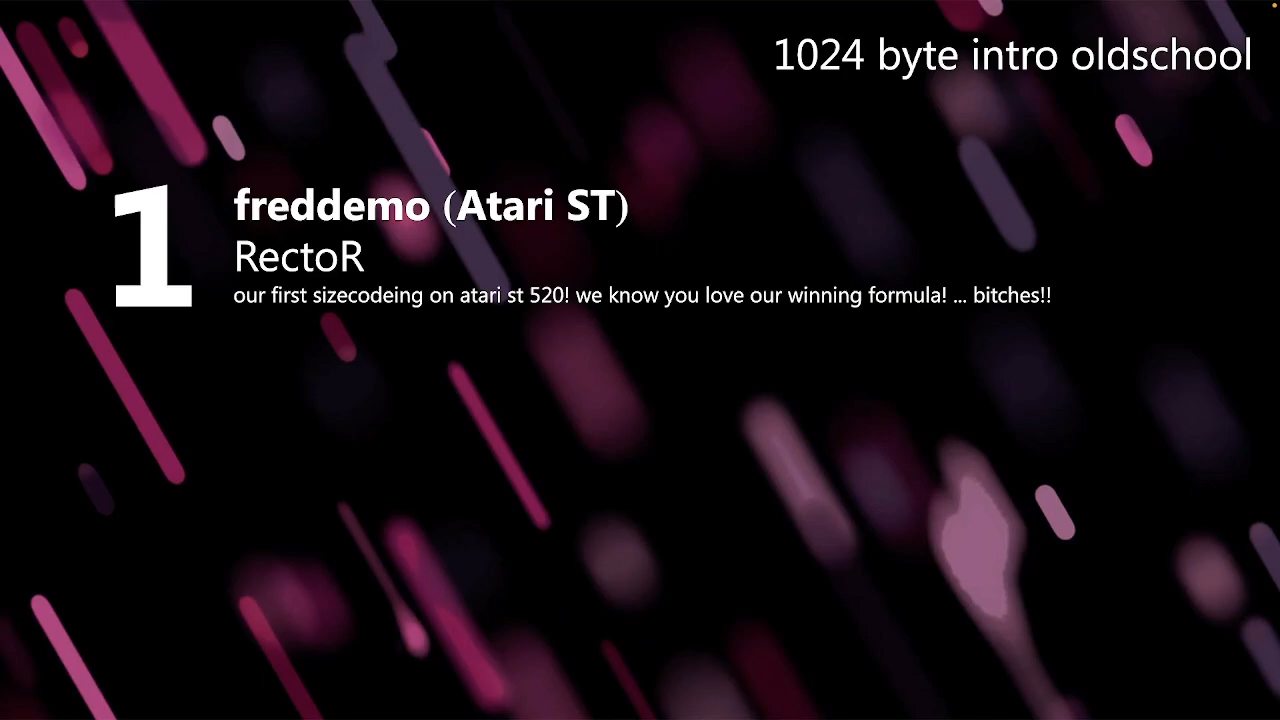 1024 byte intro oldschool
1
freddemo (Atari ST)
RectoR
our first sizecodeing on atari st 520! we know you love our winning formula! ... bitches!!